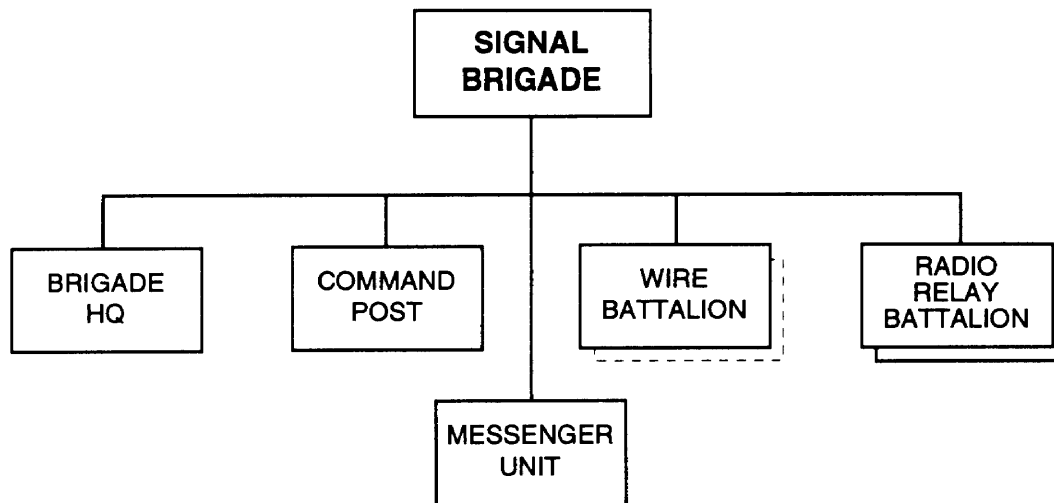 SIGNAL
BRIGADE
BRIGADE
HQ
COMMAND
POST
WIRE
BATTALION
RADIO
RELAY
BATTALION
MESSENGER
UNIT